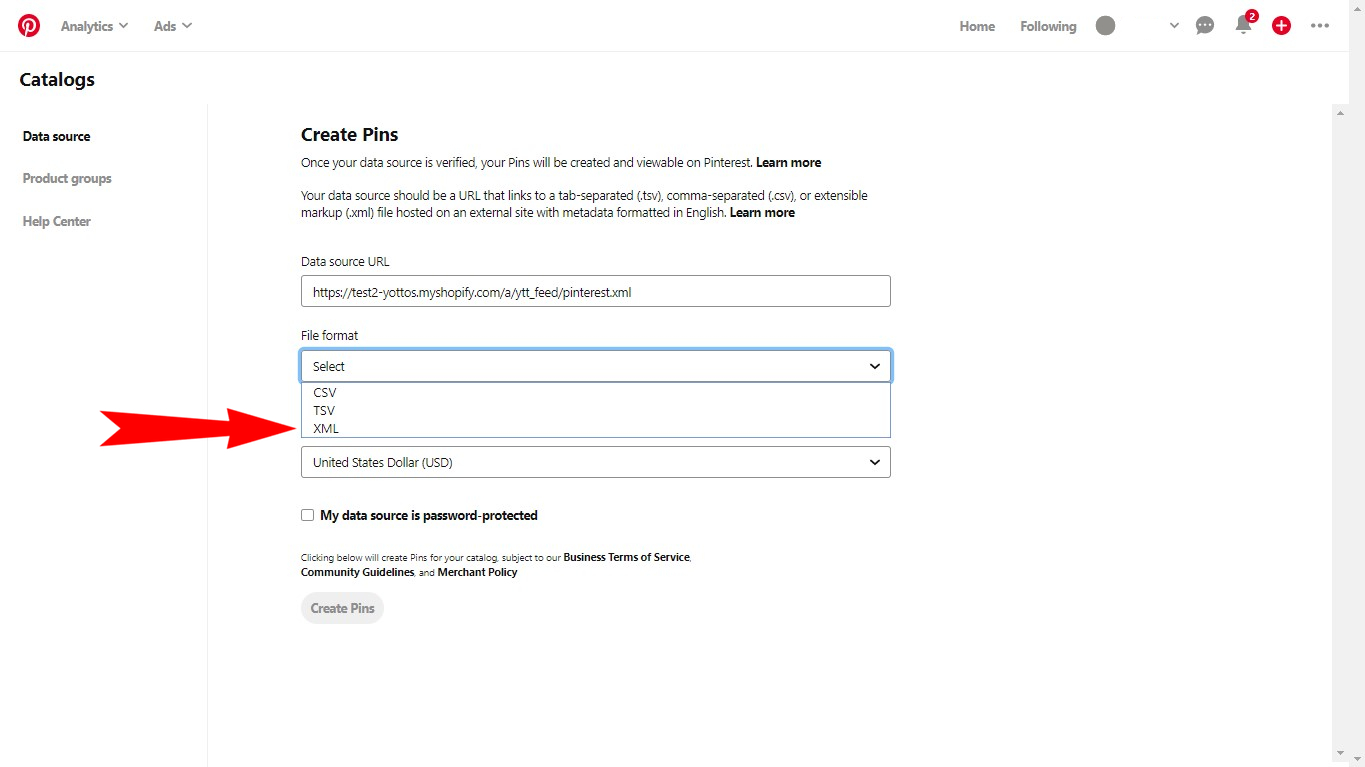 Analytics Ads Home Following 2
Catalogs
Data source
Product groups
Help Center
Create Pins
Once your data source is verified, your Pins will be created and viewable on Pinterest. Learn more
Your data source should be a URL that links to a tab-separated (.tsv), comma-separated (.csv), or extensible
markup (.xml) file hosted on an external site with metadata formatted in English. Learn more
Data source URL
https://test2-yottos.myshopify.com/a/ytt_feed/pinterest.xml
File format
Select
CSV
TSV
XML
United States Dollar (USD)
My data source is password-protected
Clicking below will create Pins for your catalog, subject to our Business Terms of Service,
Community Guidelines, and Merchant Policy
Create Pins